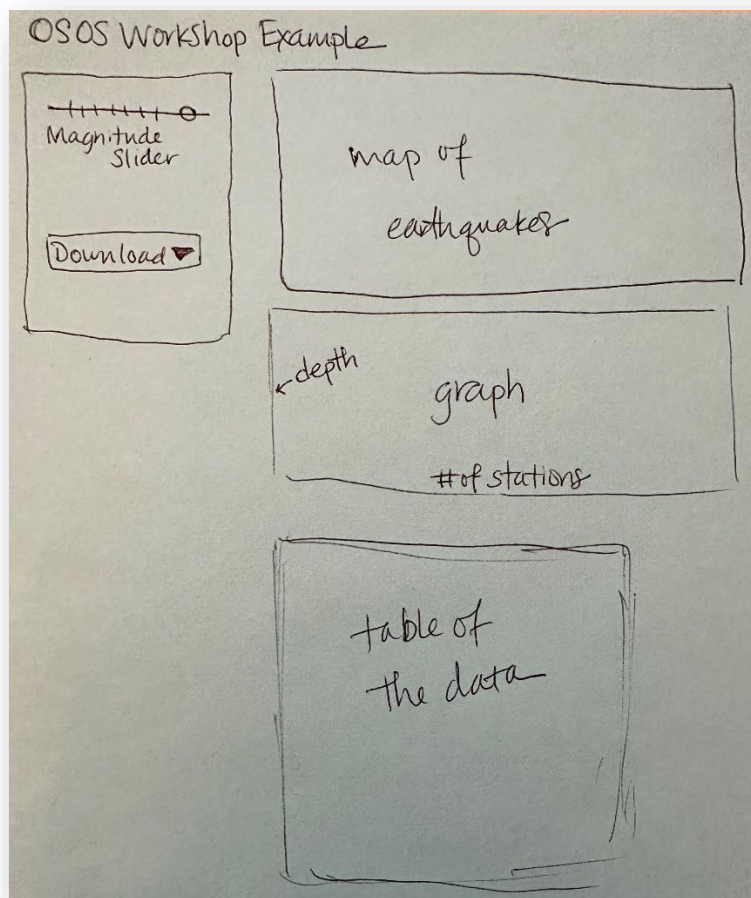 OSOS Workshop Example
Magnitude
Slider
Download
map of
earthquakes
depth
graph
#of stations
table of
the data